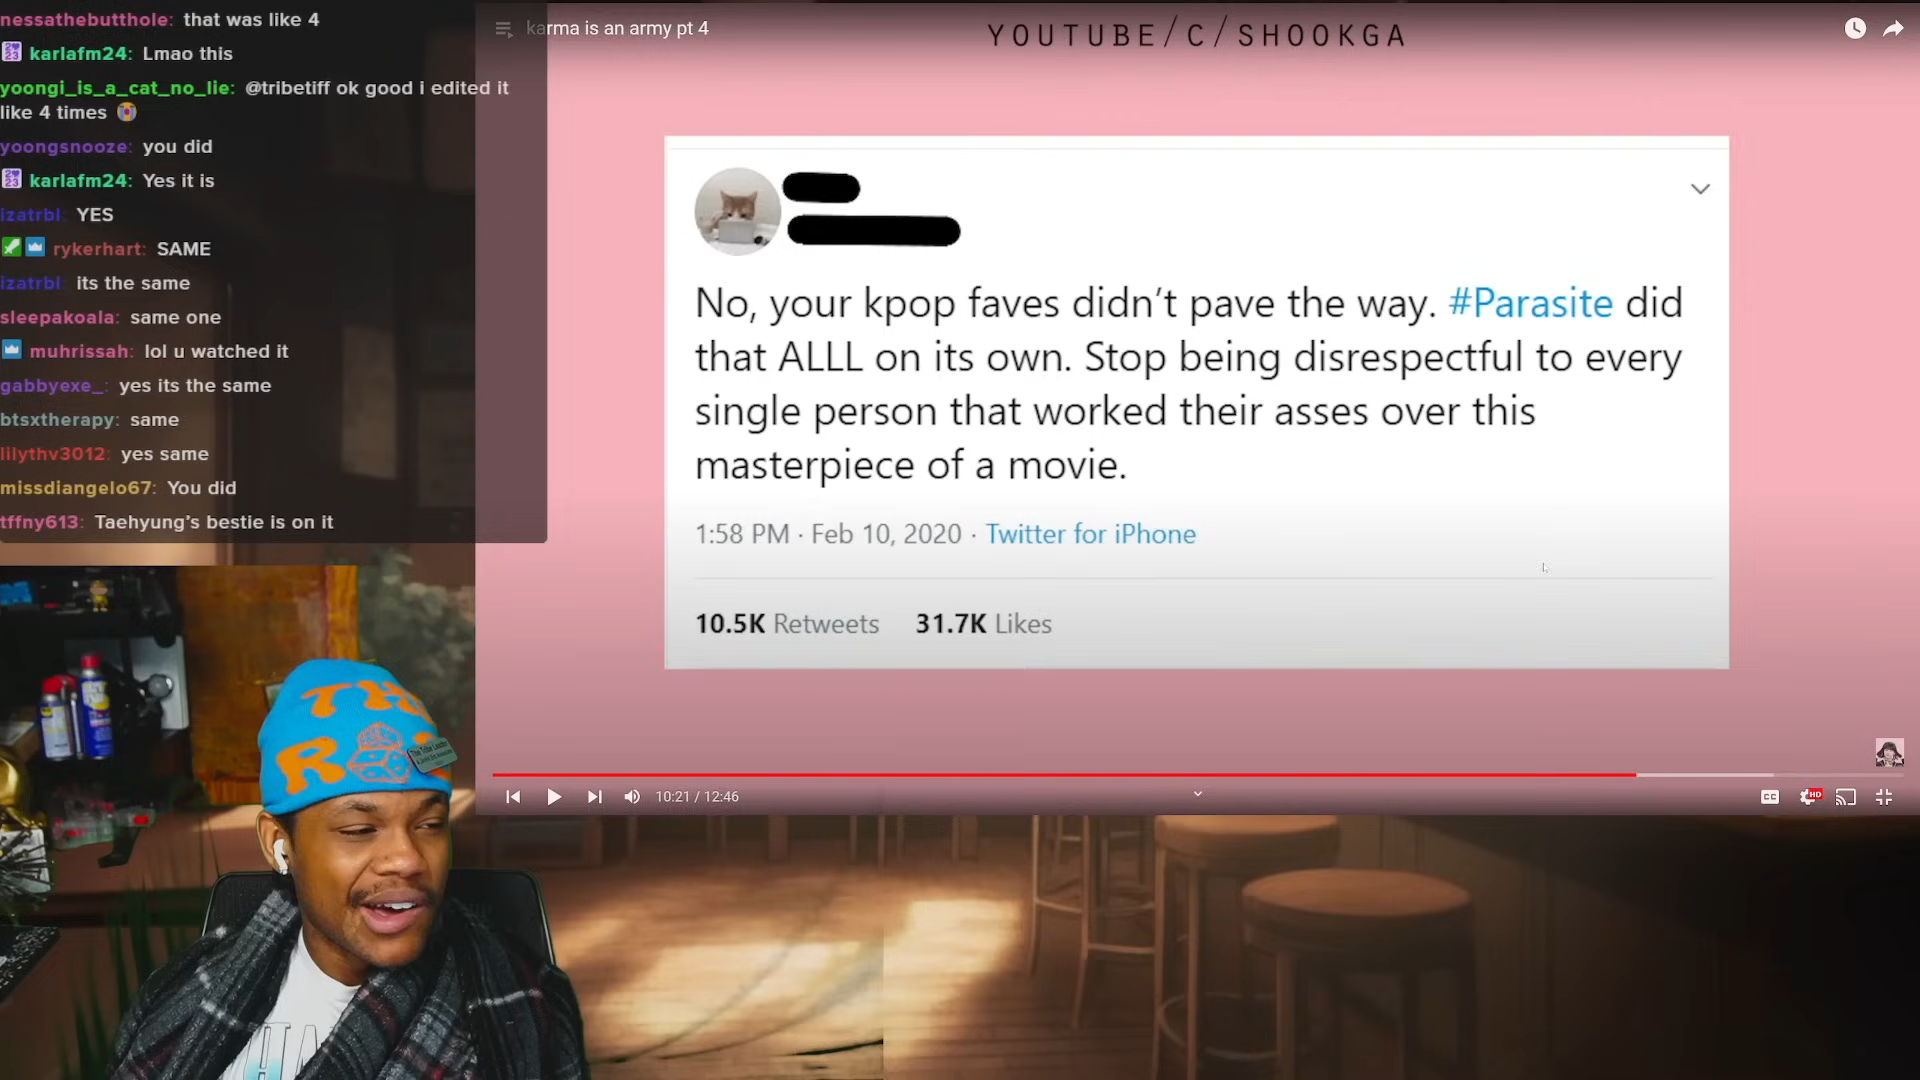 nessathebutthole: that was like 4
karlafm24: Lmao this
yoongi_is_a_cat_no_lie: @tribetiff ok good i edited it
like 4 times 😭
yoongsnooze: you did
karlafm24: Yes it is
izatrbl: YES
rykerhart: SAME
izatrbl: its the same
sleepakoala: same one
muhrissah: lol u watched it
gabbyexe_: yes its the same
btsxtherapy: same
lilythv3012: yes same
missdiangelo67: You did
tffny613: Taehyung's bestie is on it
karma is an army pt 4
YOUTUBE/C/SHOOKGA
No, your kpop faves didn't pave the way. #Parasite did
that ALLL on its own. Stop being disrespectful to every
single person that worked their asses over this
masterpiece of a movie.
1:58 PM · Feb 10, 2020 · Twitter for iPhone
10.5K Retweets 31.7K Likes
10:21 / 12:46
CC
HD